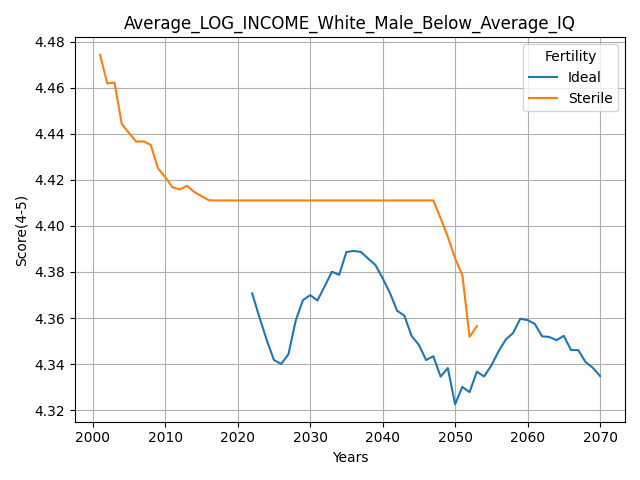 Average_LOG_INCOME_White_Male_Below_Average_IQ
Fertility
Ideal
Sterile
Score(4-5)
4.48
4.46
4.44
4.42
4.40
4.38
4.36
4.34
4.32
2000
2010
2020
2030
2040
2050
2060
2070
Years